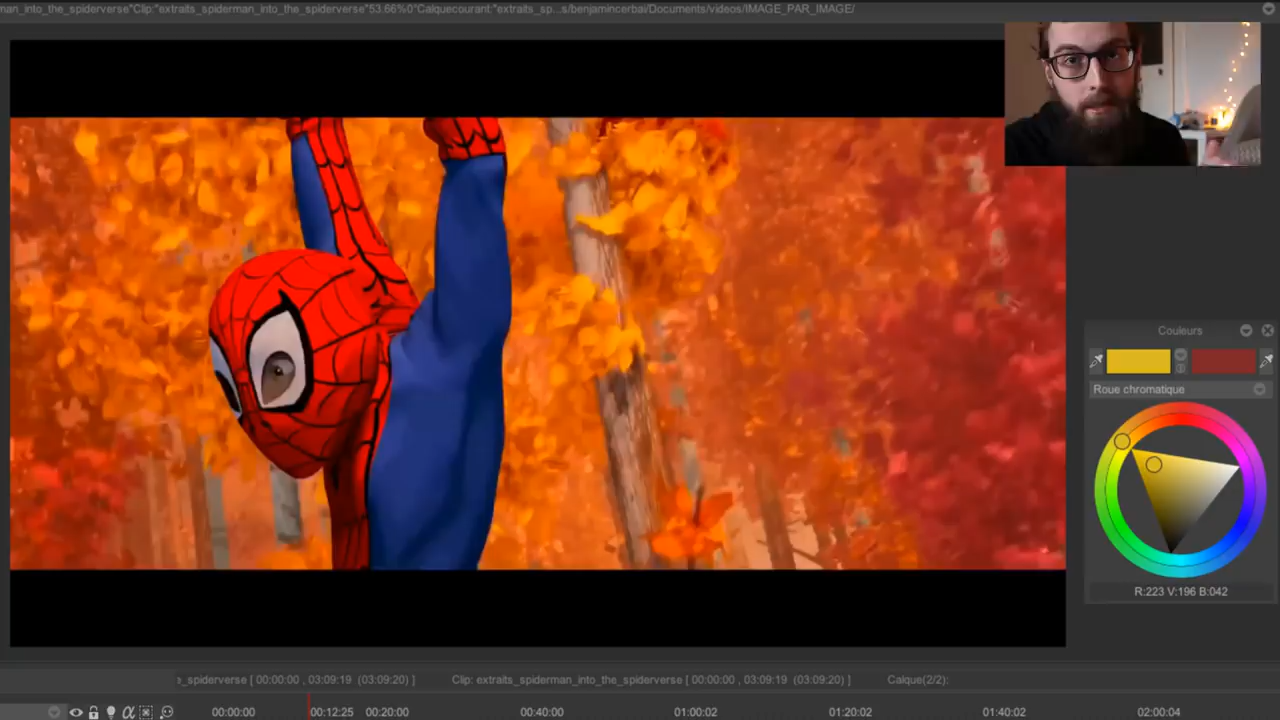 man_into_the_spiderverse"Clip:"extraits_spiderman_into_the_spiderverse"53.66%0"Calquecourant:"extraits_sp...s/benjamincerbai/Documents/videos/IMAGE_PAR_IMAGE/
Couleurs
Roue chromatique
R:223 V:196 B:042
e_spiderverse [ 00:00:00 , 03:09:19 (03:09:20) ] Clip: extraits_spiderman_into_the_spiderverse [ 00:00:00 , 03:09:19 (03:09:20) ] Calque(2/2):
00:00:00 00:12:25 00:20:00 00:40:00 01:00:02 01:20:02 01:40:02 02:00:04